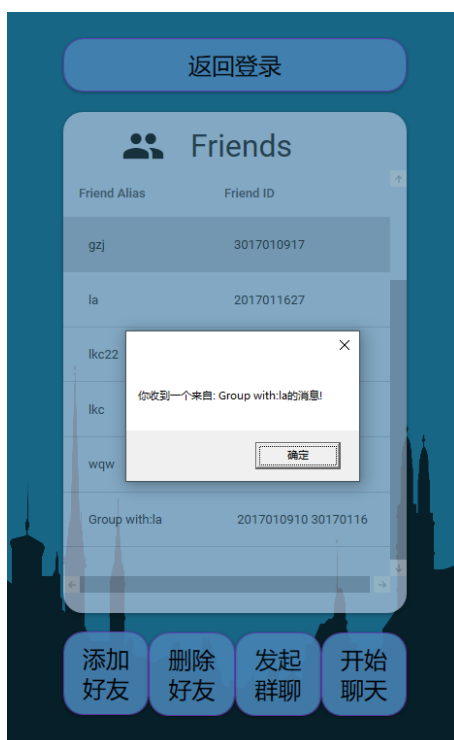 返回登录
Friends
Friend Alias Friend ID
gzj 3017010917
la 2017011627
lkc22
你收到一个来自: Group with:la的消息!
lkc
确定
wqw
Group with:la 2017010910 30170116
添加
好友
删除
好友
发起
群聊
开始
聊天